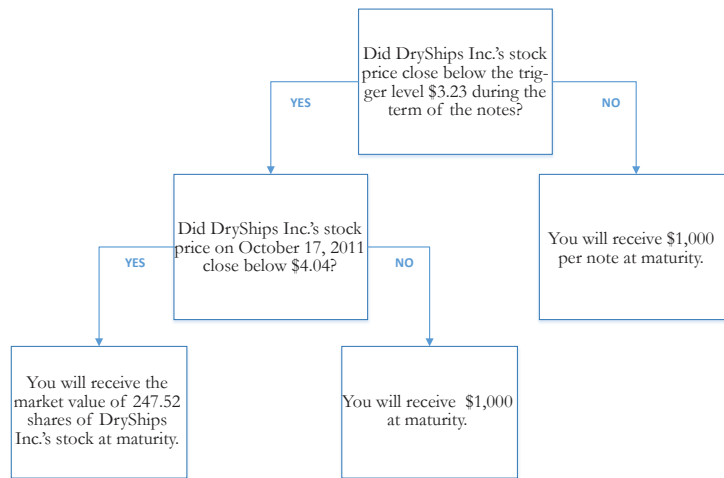 Did DryShips Inc.'s stock
price close below the trig-
ger level $3.23 during the
term of the notes?
YES
NO
Did DryShips Inc.'s stock
price on October 17, 2011
close below $4.04?
You will receive $1,000
per note at maturity.
YES
NO
You will receive the
market value of 247.52
shares of DryShips
Inc.'s stock at maturity.
You will receive $1,000
at maturity.